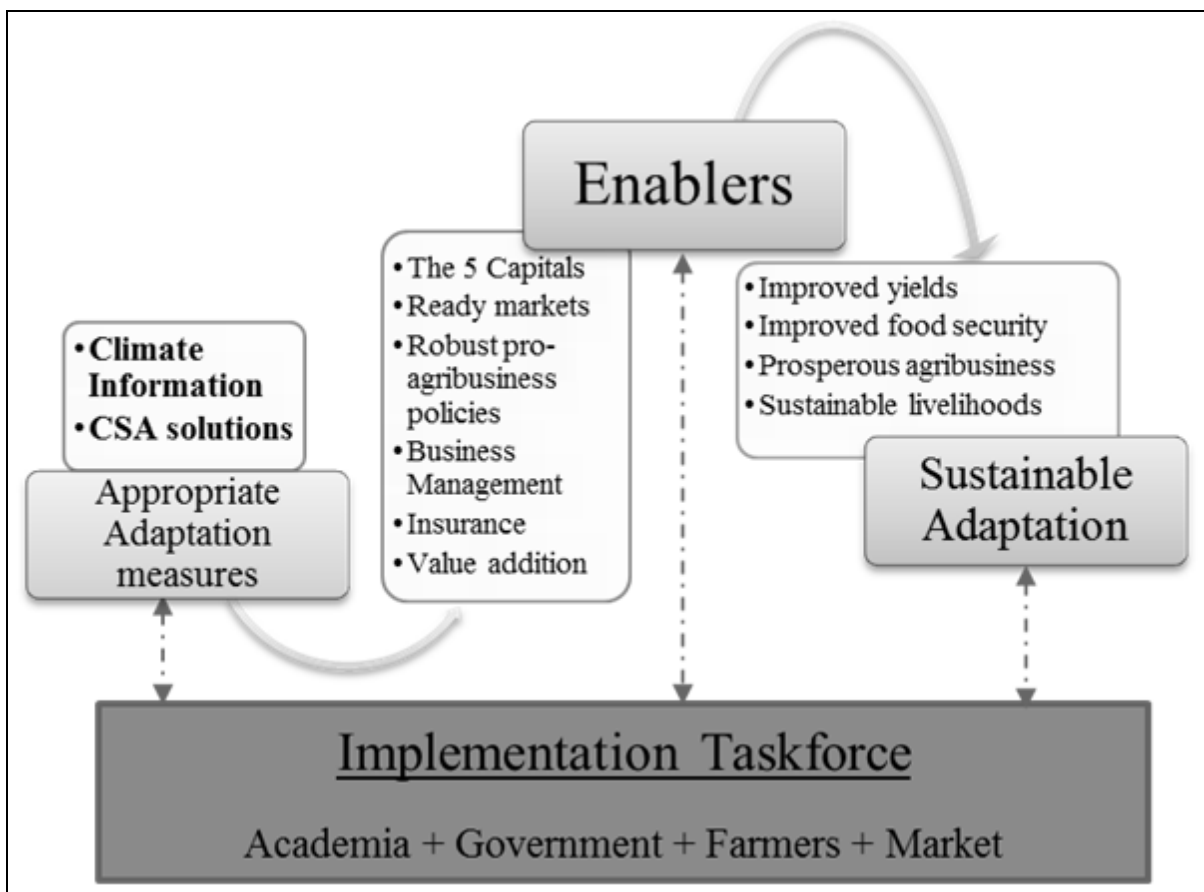 • Climate
Information
• CSA solutions
Appropriate
Adaptation
measures
Enablers
• The 5 Capitals
• Ready markets
• Robust pro-
agribusiness
policies
• Business
Management
• Insurance
• Value addition
• Improved yields
• Improved food security
• Prosperous agribusiness
• Sustainable livelihoods
Sustainable
Adaptation
Implementation Taskforce
Academia + Government + Farmers + Market